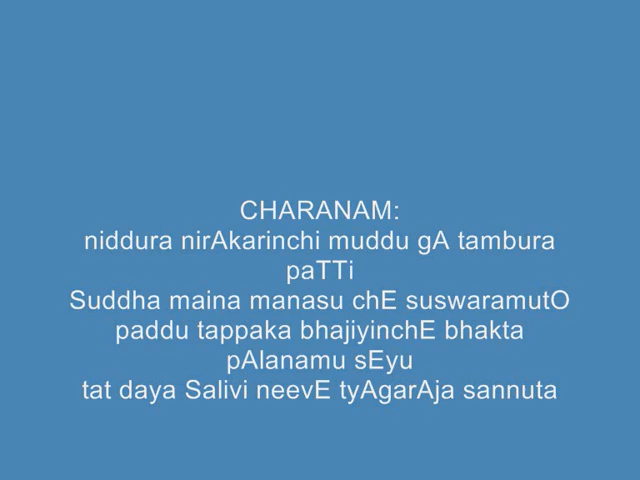 CHARANAM:
niddura nirAkarinchi muddu gA tambura
paTTi
Suddha maina manasu chE suswaramutO
paddu tappaka bhajiyinchE bhakta
pAlanamu sEyu
tat daya Salivi neevE tyAgarAja sannuta